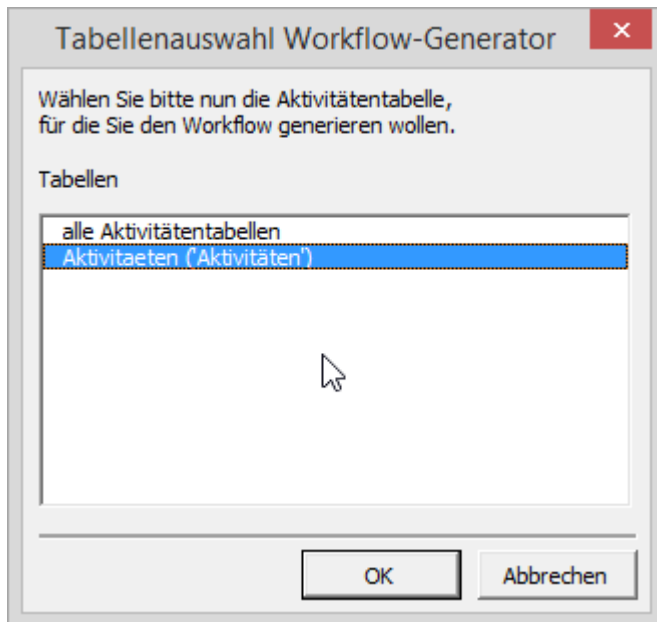 Tabellenauswahl Workflow-Generator
Wählen Sie bitte nun die Aktivitätentabelle,
für die Sie den Workflow generieren wollen.
Tabellen
alle Aktivitätentabellen
Aktivitaeten ('Aktivitäten')
OK
Abbrechen